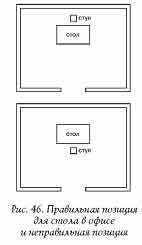 СТУЛ
СТОЛ
СТОЛ
СТУЛ
Рис. 46. Правильная позиция
для стола в офисе
и неправильная позиция